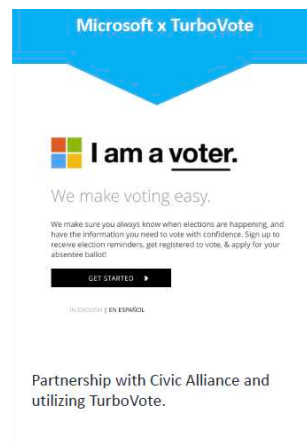 Microsoft x TurboVote
I am a voter.
We make voting easy.
We make sure you always know when elections are happening, and
have the information you need to vote with confidence. Sign up to
receive election reminders, get registered to vote, & apply for your
absentee ballot!
GET STARTED
IN ENGLISH | EN ESPAÑOL
Partnership with Civic Alliance and
utilizing TurboVote.